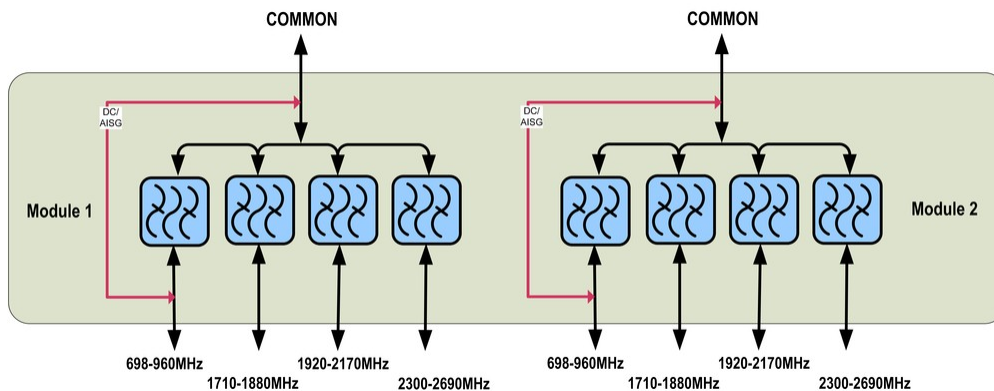 COMMON
COMMON
DC/
AISG
DC/
AISG
Module 1
Module 2
698-960MHz
1710-1880MHz
1920-2170MHz
2300-2690MHz
698-960MHz
1710-1880MHz
1920-2170MHz
2300-2690MHz